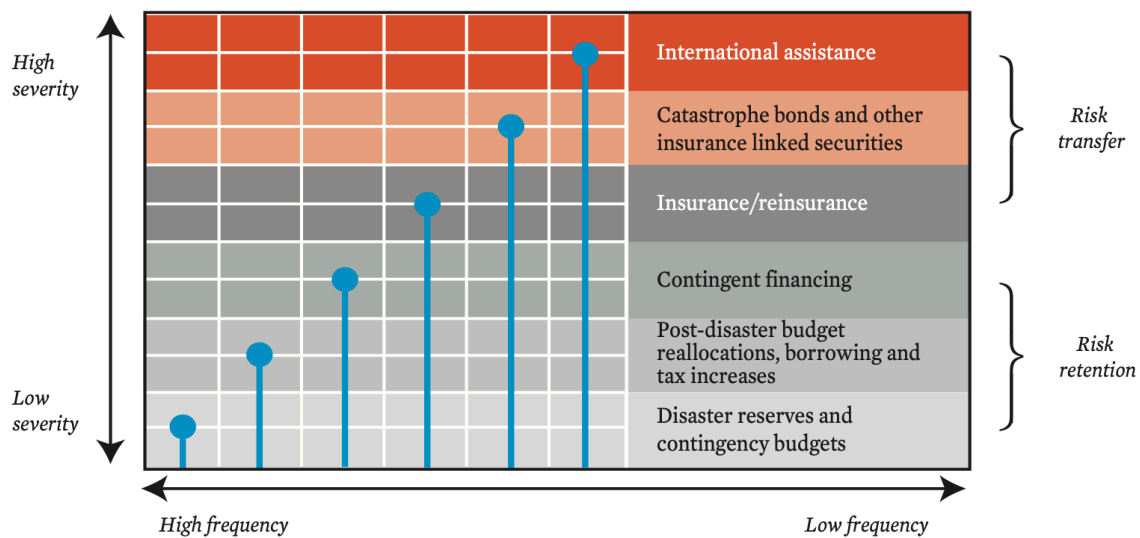 High
severity
International assistance
Catastrophe bonds and other
insurance linked securities
Risk
transfer
Insurance/reinsurance
Contingent financing
Post-disaster budget
reallocations, borrowing and
tax increases
Risk
retention
Low
severity
Disaster reserves and
contingency budgets
High frequency
Low frequency